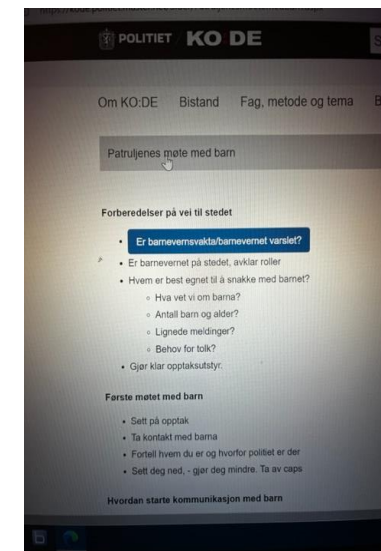 POLITIET KO DE
S
Om KO:DE Bistand Fag, metode og tema B
Patruljenes møte med barn
Forberedelser på vei til stedet
Er barnevernsvakta/barnevernet varslet?
Er barnevernet på stedet, avklar roller
Hvem er best egnet til å snakke med barnet?
Hva vet vi om barna?
Antall barn og alder?
Lignede meldinger?
Behov for tolk?
Gjør klar opptaksutstyr.
Første møtet med barn
Sett på opptak
Ta kontakt med barna
Fortell hvem du er og hvorfor politiet er der
Sett deg ned, - gjør deg mindre. Ta av caps
Hvordan starte kommunikasjon med barn